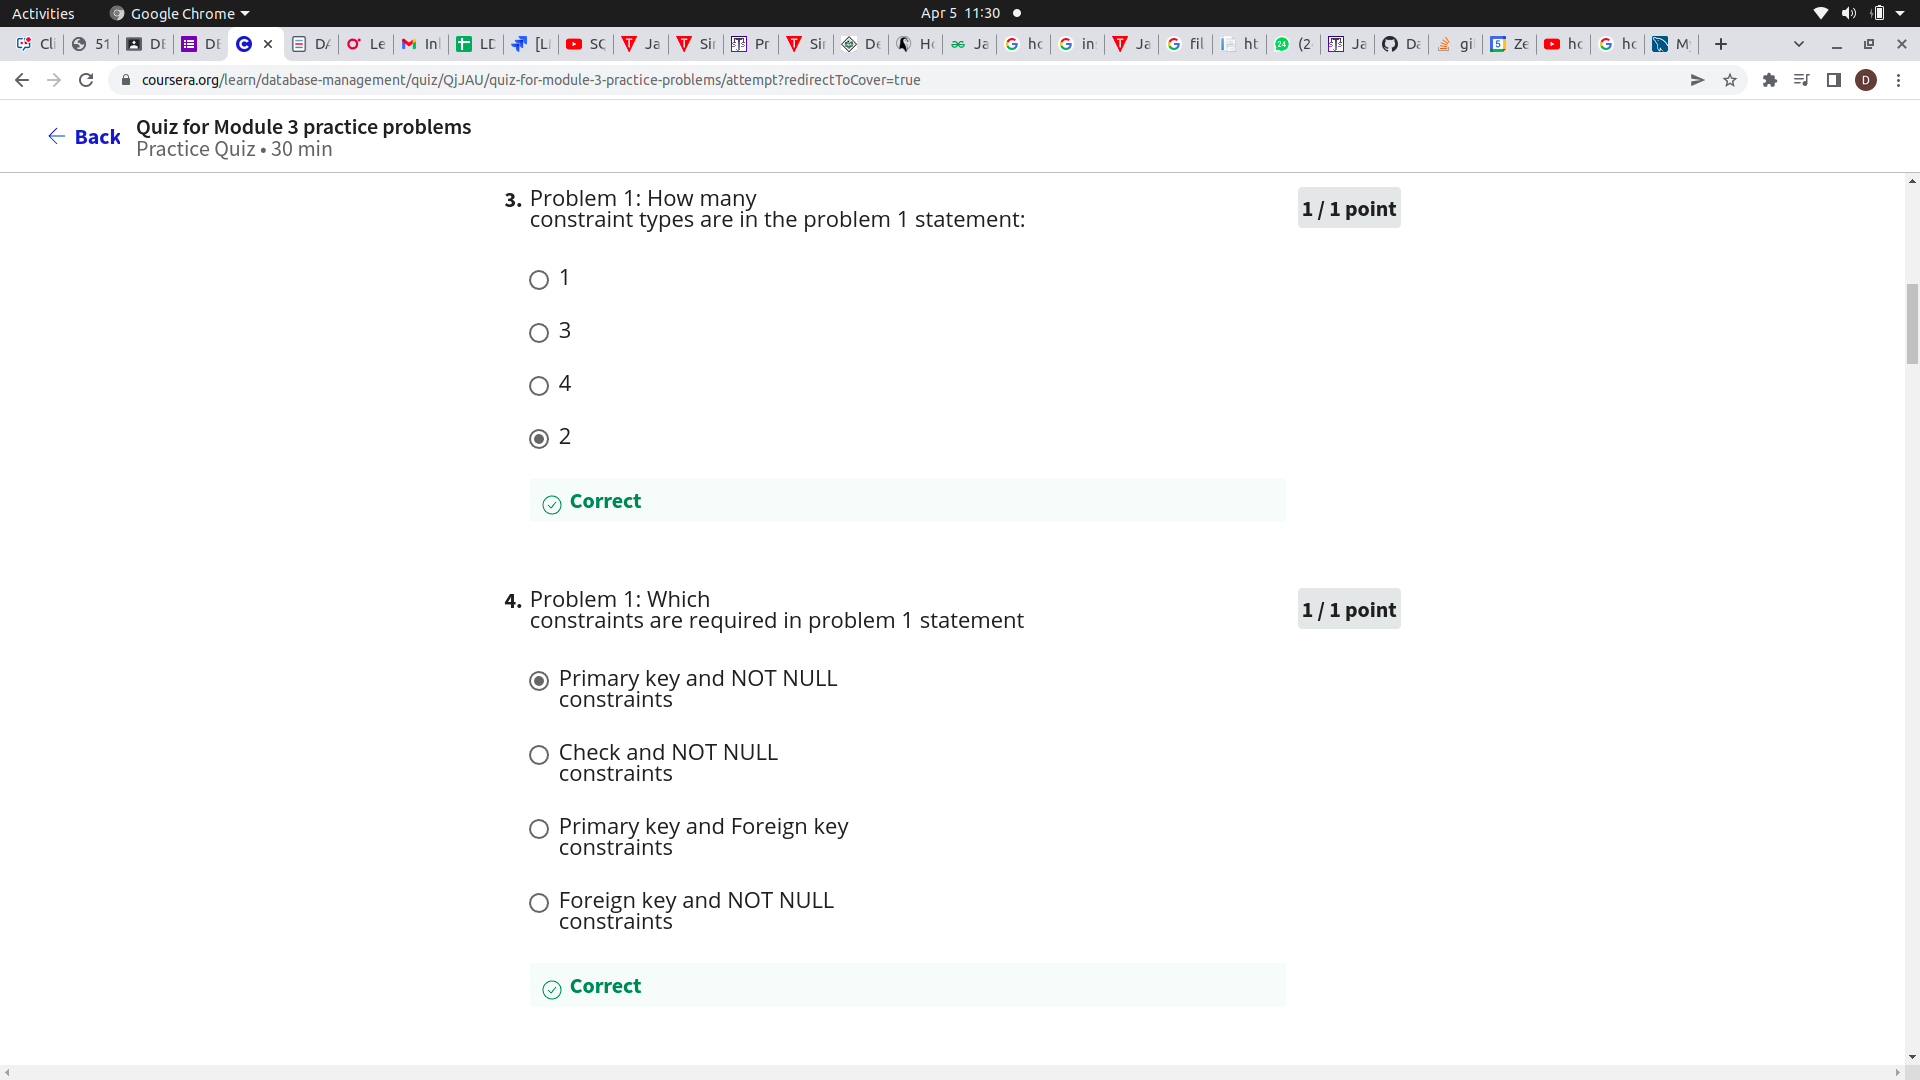 Activities
Google Chrome
Apr 5 11:30
Cli
51
DE
DE
DA
Le
In
LD
[L
SC
Ja
Si
Pr
Si
De
Ho
Ja
hc
in
Ja
fil
ht
(2
Ja
Da
gi
Ze
hc
hc
M
coursera.org/learn/database-management/quiz/QjJAU/quiz-for-module-3-practice-problems/attempt?redirectToCover=true
D
Back
Quiz for Module 3 practice problems
Practice Quiz • 30 min
3. Problem 1: How many
constraint types are in the problem 1 statement:
1 / 1 point
1
3
4
2
Correct
4. Problem 1: Which
constraints are required in problem 1 statement
1 / 1 point
Primary key and NOT NULL
constraints
Check and NOT NULL
constraints
Primary key and Foreign key
constraints
Foreign key and NOT NULL
constraints
Correct